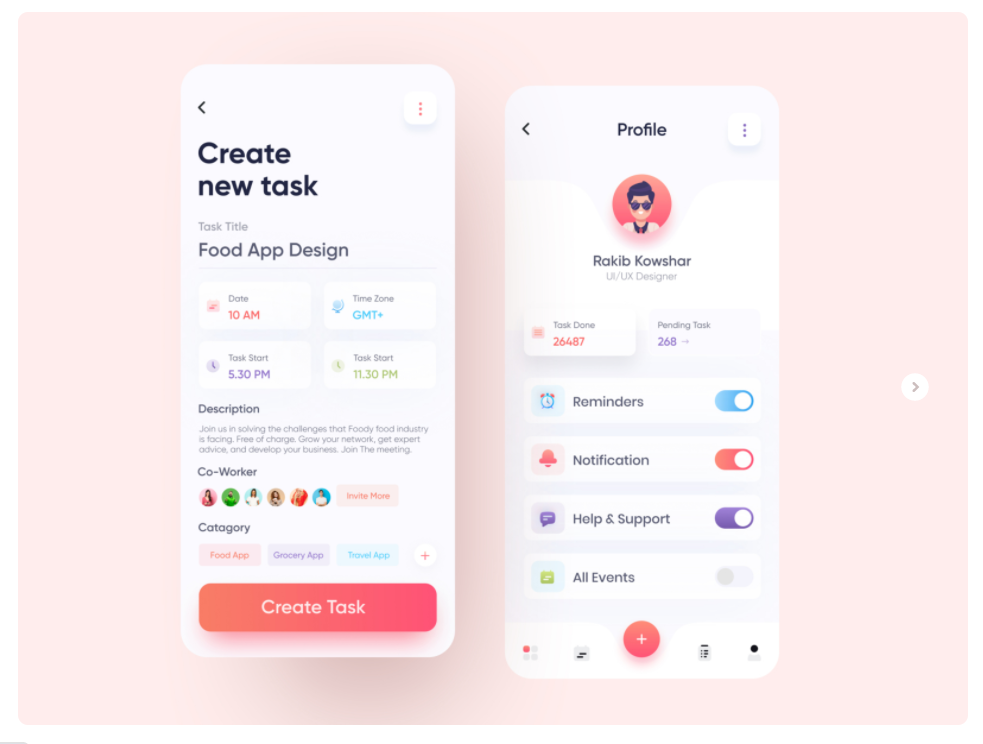 Create
new task
Task Title
Food App Design
Date
10 AM
Time Zone
GMT+
Task Start
5.30 PM
Task Start
11.30 PM
Description
Join us in solving the challenges that Foody food industry
is facing. Free of charge. Grow your network, get expert
advice, and develop your business. Join The meeting.
Co-Worker
Invite More
Catagory
Food App
Grocery App
Travel App
+
Create Task
Profile
Rakib Kowshar
UI/UX Designer
Task Done
26487
Pending Task
268 →
Reminders
Notification
Help & Support
All Events
+